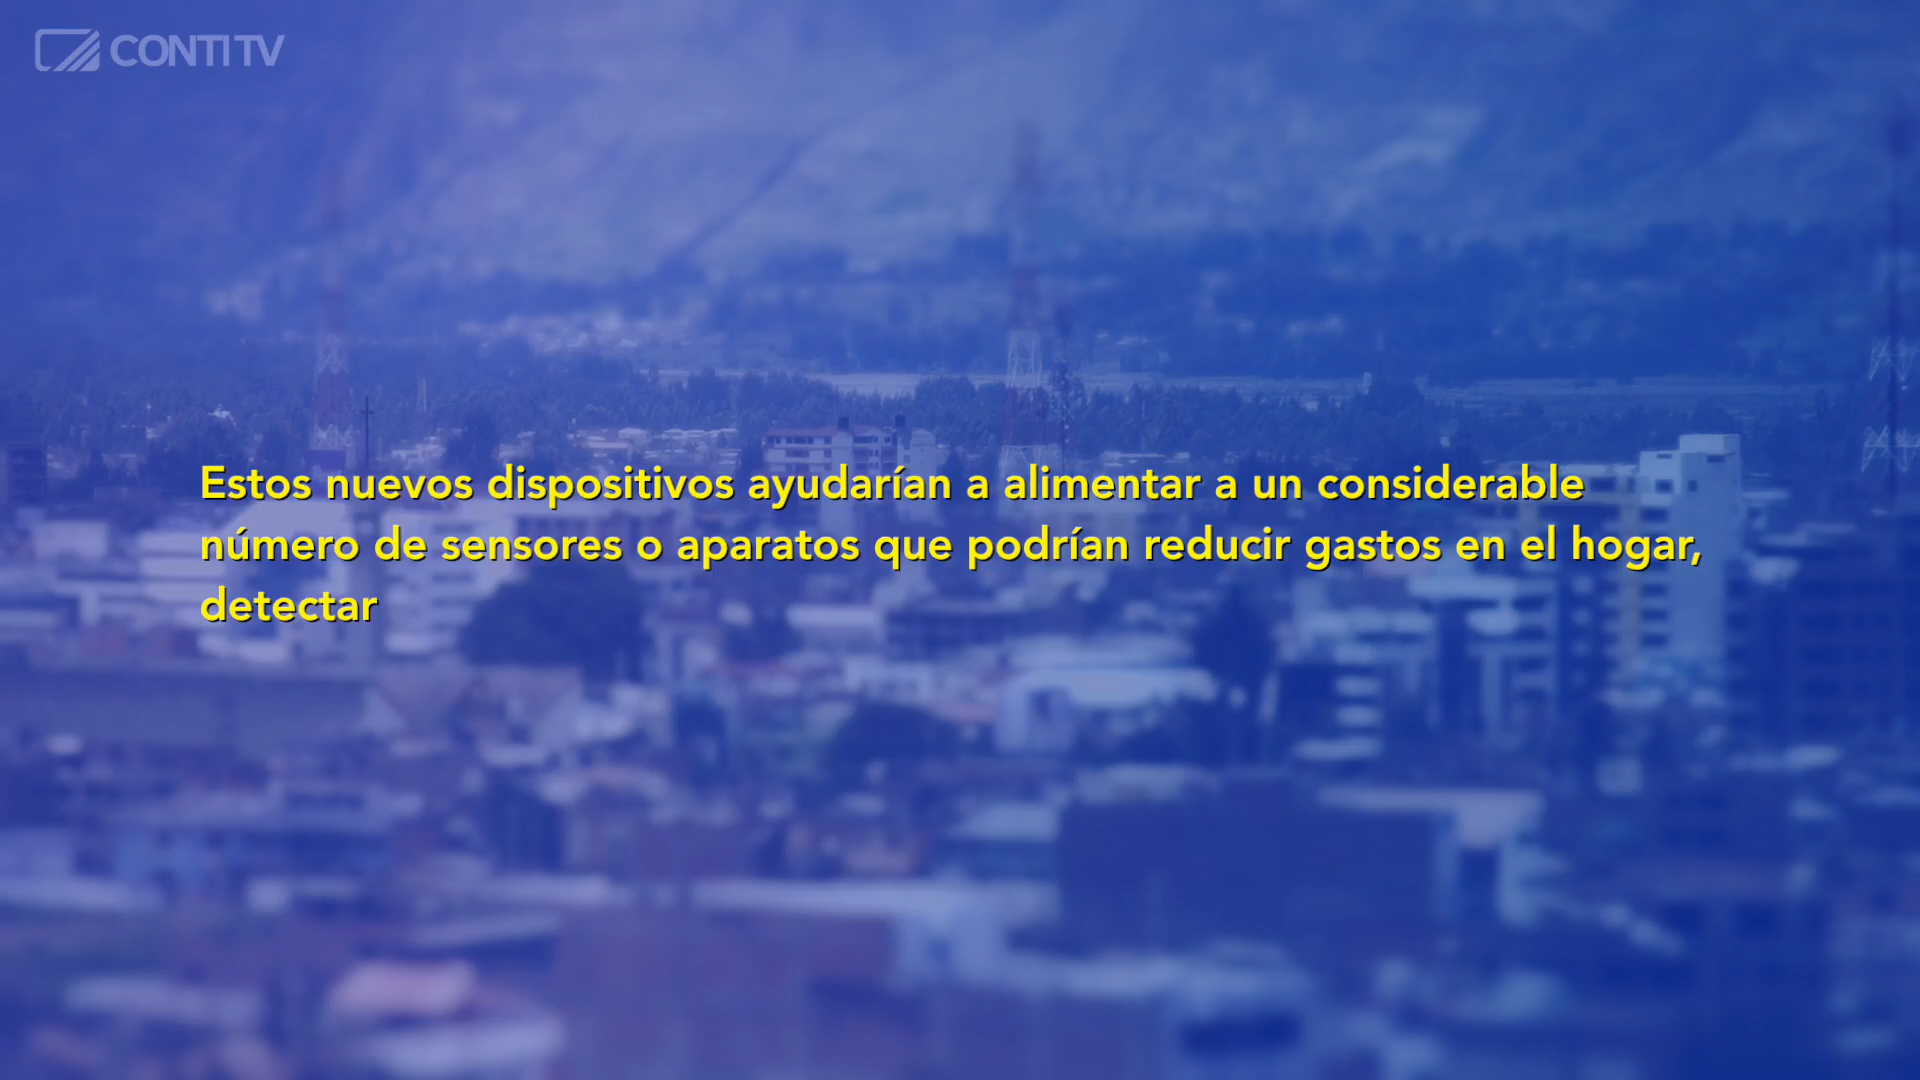 CONTI TV
Estos nuevos dispositivos ayudarían a alimentar a un considerable
número de sensores o aparatos que podrían reducir gastos en el hogar,
detectar